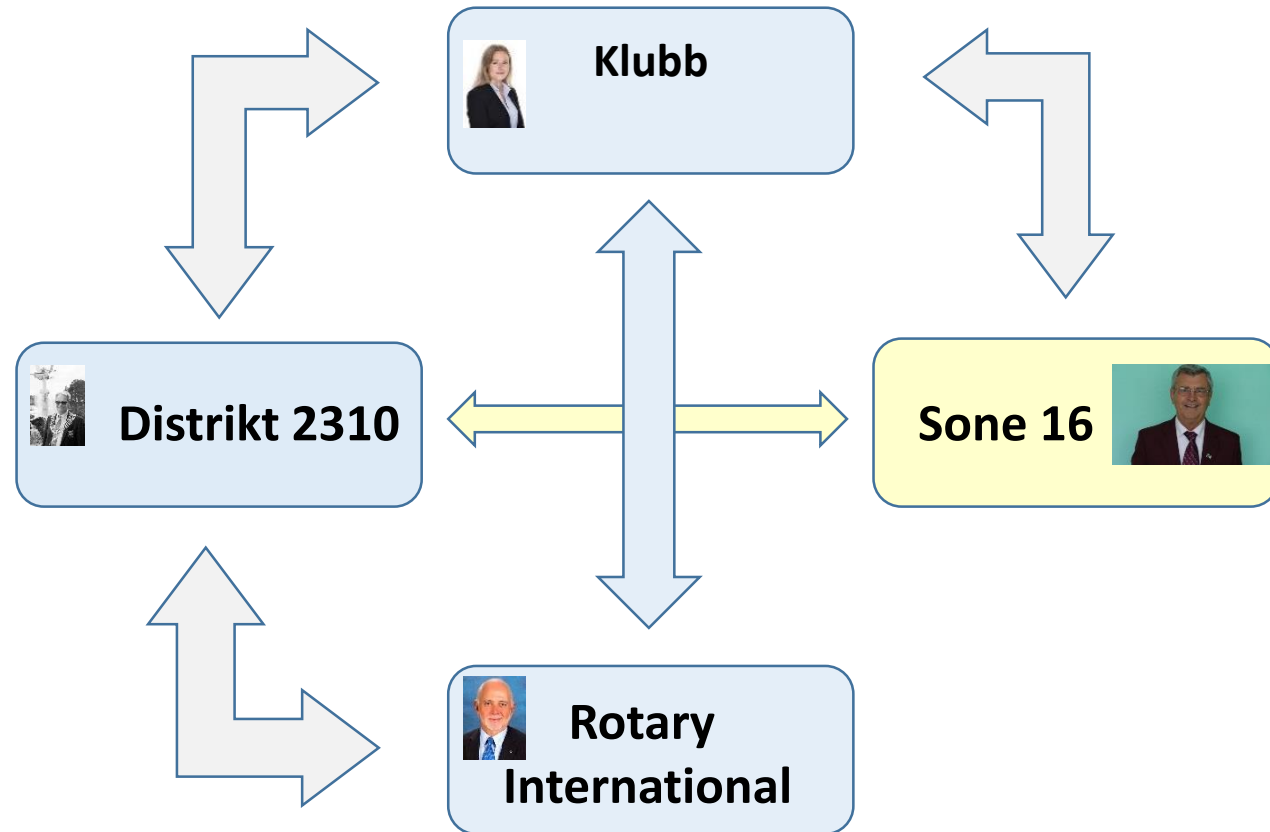 Klubb
Distrikt 2310
Sone 16
Rotary
International